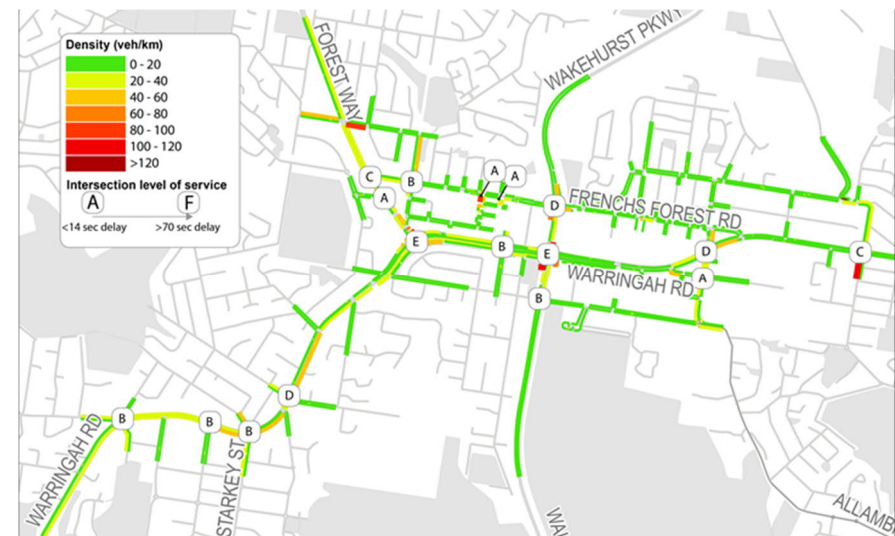 Density (veh/km)
0 - 20
20 - 40
40 - 60
60 - 80
80 - 100
100 - 120
>120
Intersection level of service
A
F
<14 sec delay
>70 sec delay
FOREST WAY
WAKEHURST PKWY
A
A
C
B
A
D
FRENCHS FOREST RD
E
B
E
D
C
WARRINGAH RD
A
B
D
B
B
B
WARRINGAH RD
STARKEY ST
WA
ALLAMB